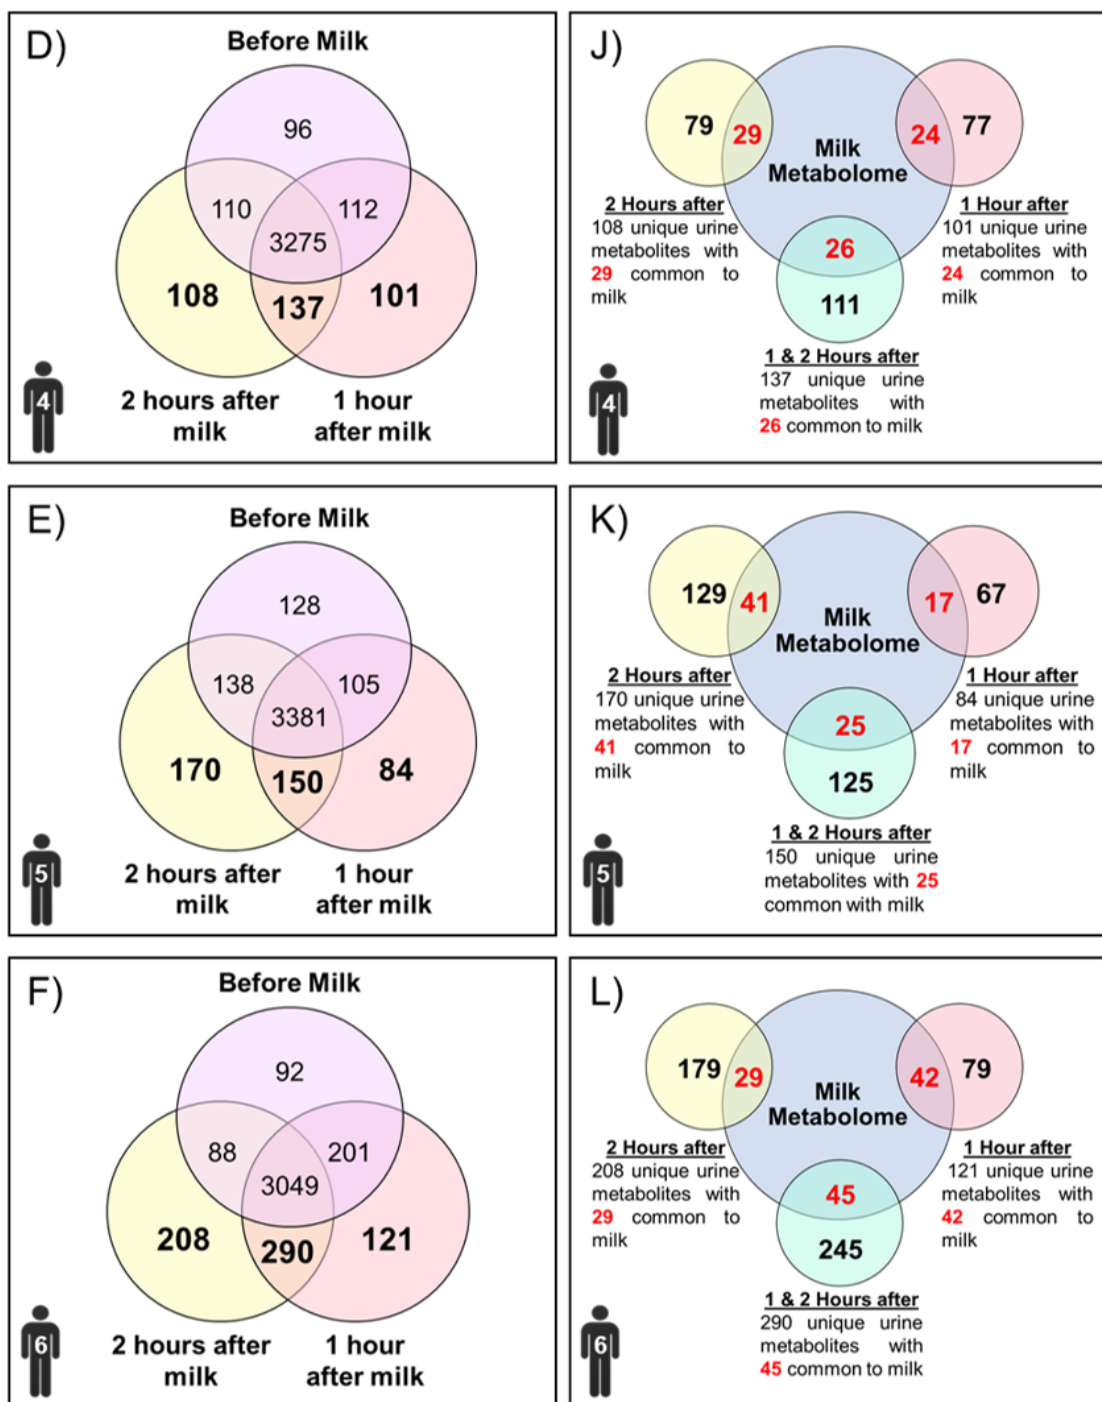 D)
Before Milk
96
110
112
3275
108
137
101
4
2 hours after
milk
1 hour
after milk
J)
79
29
24
77
Milk
Metabolome
2 Hours after
108 unique urine
metabolites with
29 common to
milk
1 Hour after
101 unique urine
metabolites with
24 common to
milk
26
111
1 & 2 Hours after
137 unique urine
metabolites with
26 common to milk
4
E)
Before Milk
128
138
105
3381
170
150
84
5
2 hours after
milk
1 hour
after milk
K)
129
41
17
67
Milk
Metabolome
2 Hours after
170 unique urine
metabolites with
41 common to
milk
1 Hour after
84 unique urine
metabolites with
17 common to
milk
25
125
1 & 2 Hours after
150 unique urine
metabolites with 25
common with milk
5
F)
Before Milk
92
88
201
3049
208
290
121
6
2 hours after
milk
1 hour
after milk
L)
179
29
42
79
Milk
Metabolome
2 Hours after
208 unique urine
metabolites with
29 common to
milk
1 Hour after
121 unique urine
metabolites with
42 common to
milk
45
245
1 & 2 Hours after
290 unique urine
metabolites with
45 common to milk
6